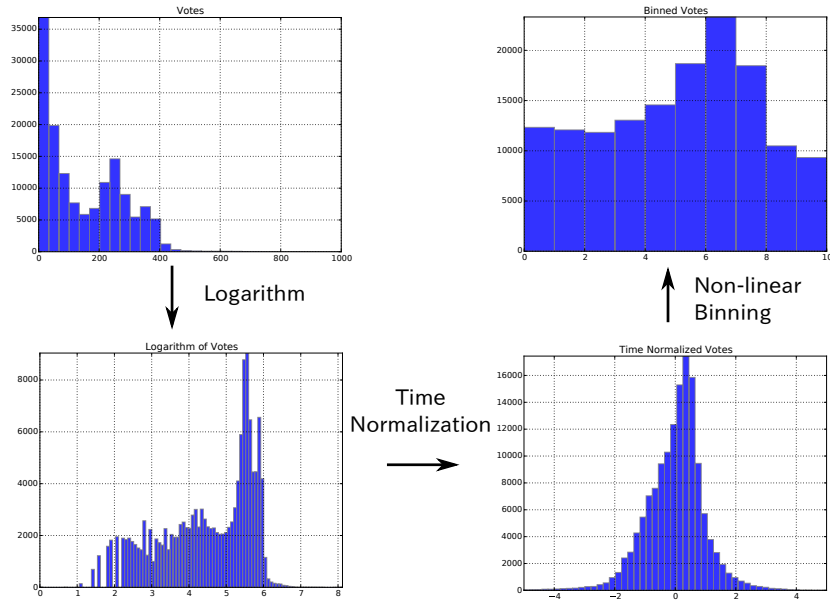 Votes
35000
30000
25000
20000
15000
10000
5000
0
0 200 400 600 800 1000
Binned Votes
20000
15000
10000
5000
0
0 2 4 6 8 10
Logarithm
Non-linear
Binning
Logarithm of Votes
8000
6000
4000
2000
0
0 1 2 3 4 5 6 7 8
Time
Normalization
Time Normalized Votes
16000
14000
12000
10000
8000
6000
4000
2000
0
−4 −2 0 2 4